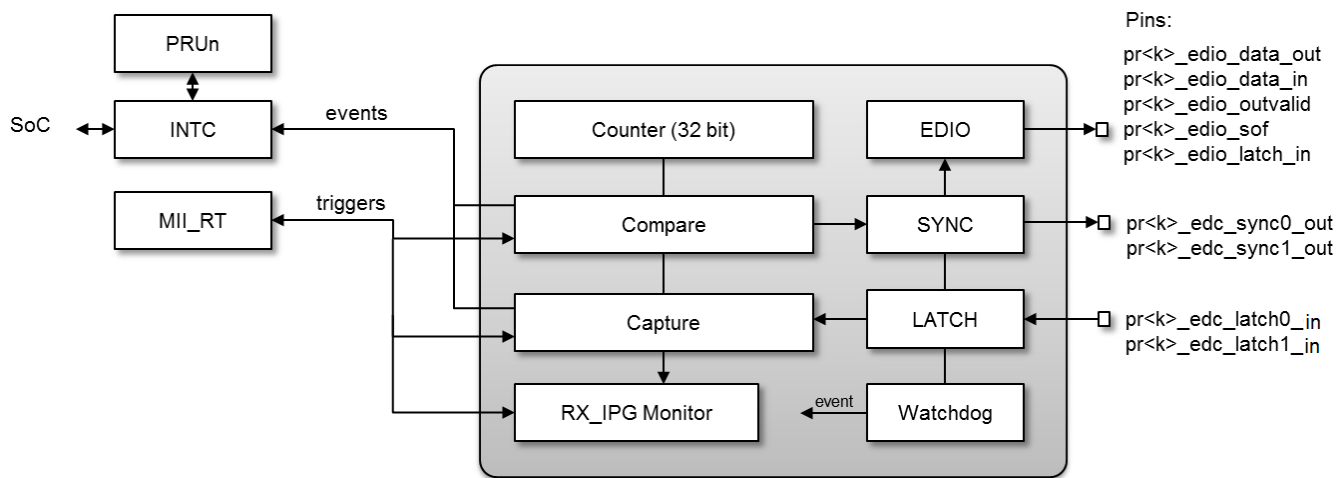 Pins:
PRUn
pr<k>_edio_data_out
pr<k>_edio_data_in
pr<k>_edio_outvalid
pr<k>_edio_sof
pr<k>_edio_latch_in
SoC
INTC
events
Counter (32 bit)
EDIO
MII_RT
triggers
Compare
SYNC
pr<k>_edc_sync0_out
pr<k>_edc_sync1_out
Capture
LATCH
pr<k>_edc_latch0_in
pr<k>_edc_latch1_in
RX_IPG Monitor
event
Watchdog